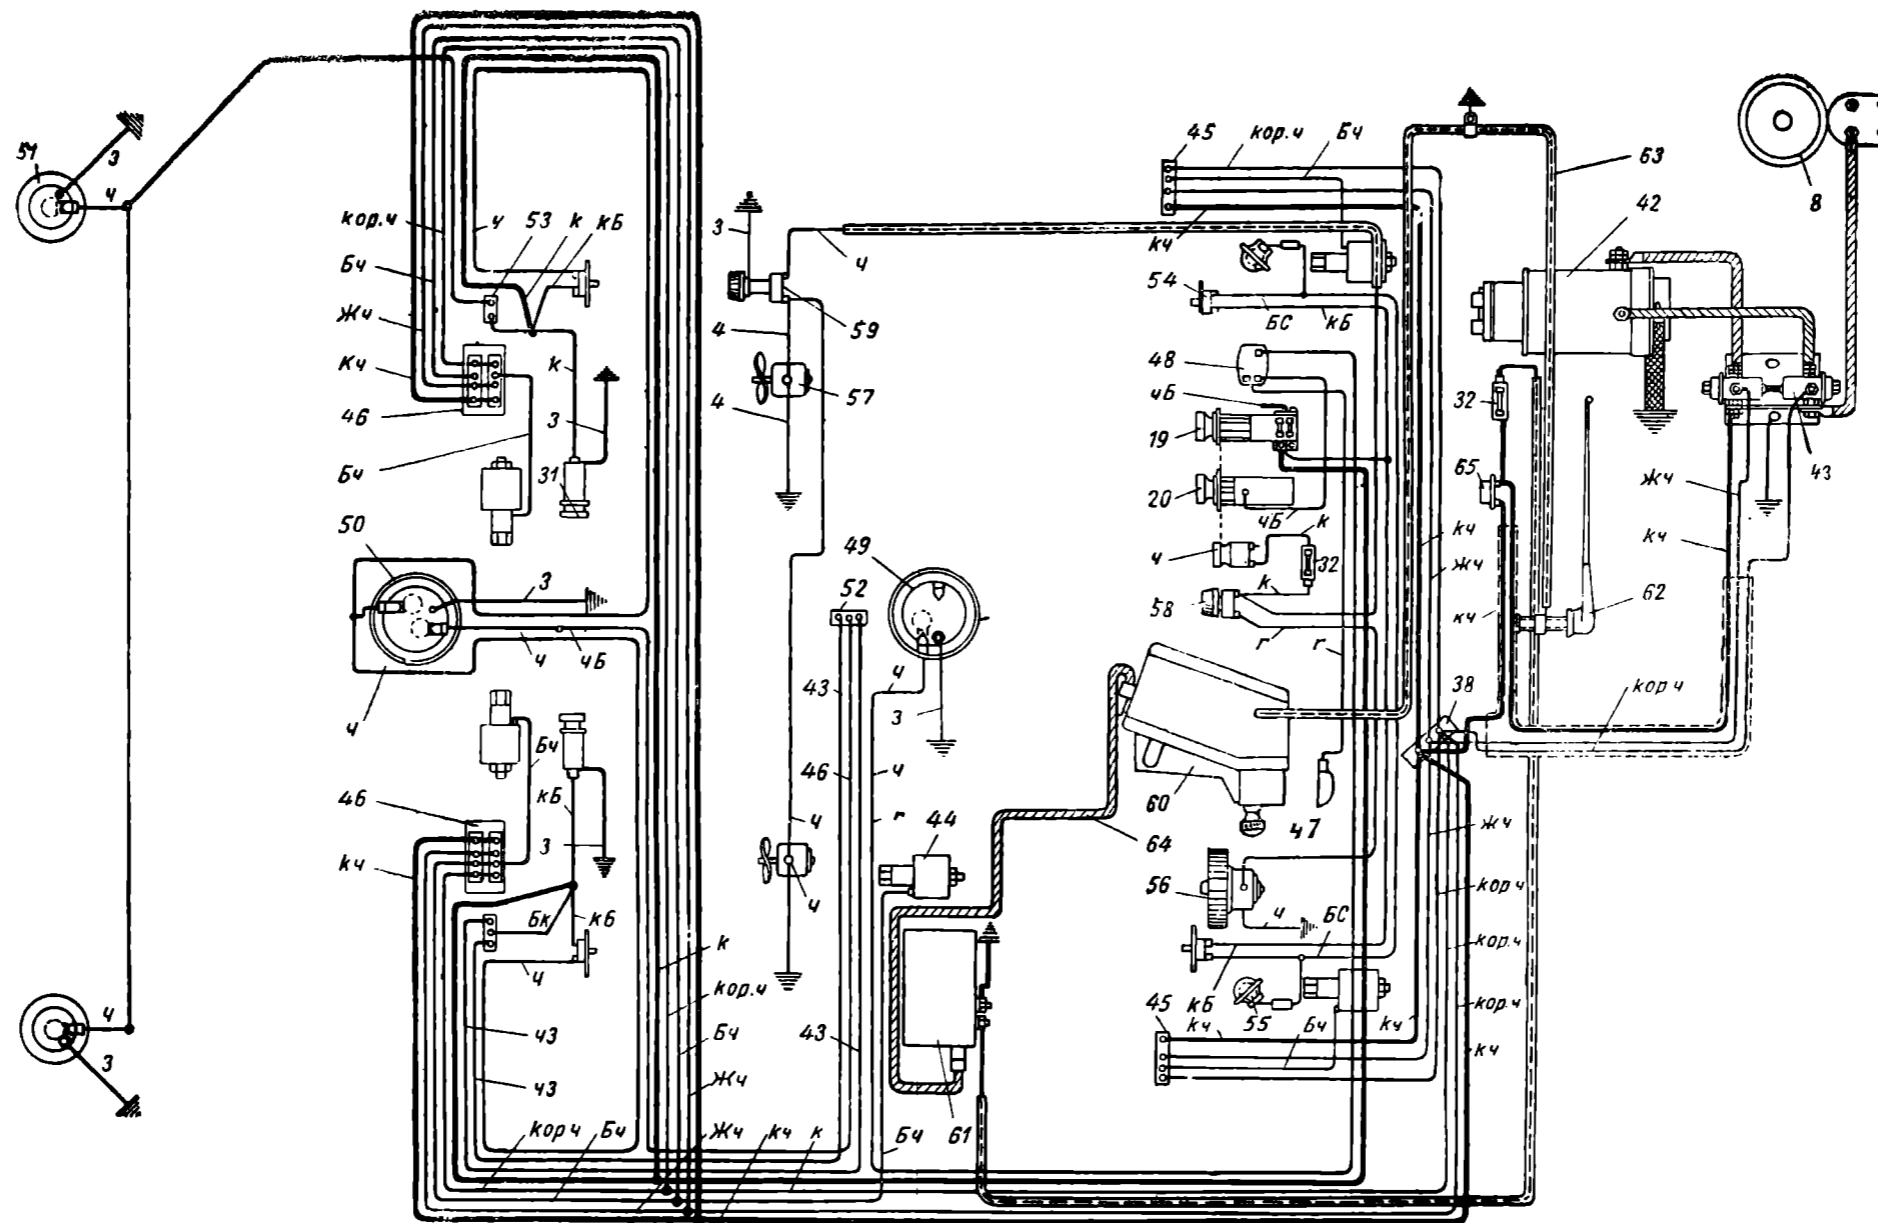 51
З
ч
кор.ч
Бч
Жч
Кч
46
Бч
ч
53
к
кБ
к
З
31
50
З
ч
чБ
ч
ч
46
Бч
кБ
З
кч
Бк
кб
ч
43
ч3
кор ч
Бч
Жч
кч
к
к
кор.ч
Бч
Жч
З
ч
59
4
57
4
ч
ч
52
43
46
43
49
ч
З
ч
г
44
Бч
61
64
60
47
45
кор.ч
Бч
кч
54
БС
кБ
48
чБ
19
20
чБ
к
ч
32
к
58
г
г
56
ч
БС
кБ
55
45
кч
Бч
кч
63
42
8
32
65
43
Жч
кч
Жч
кч
кч
62
38
кор ч
Жч
кор ч
кор.ч
кор.ч
кч
ч
З